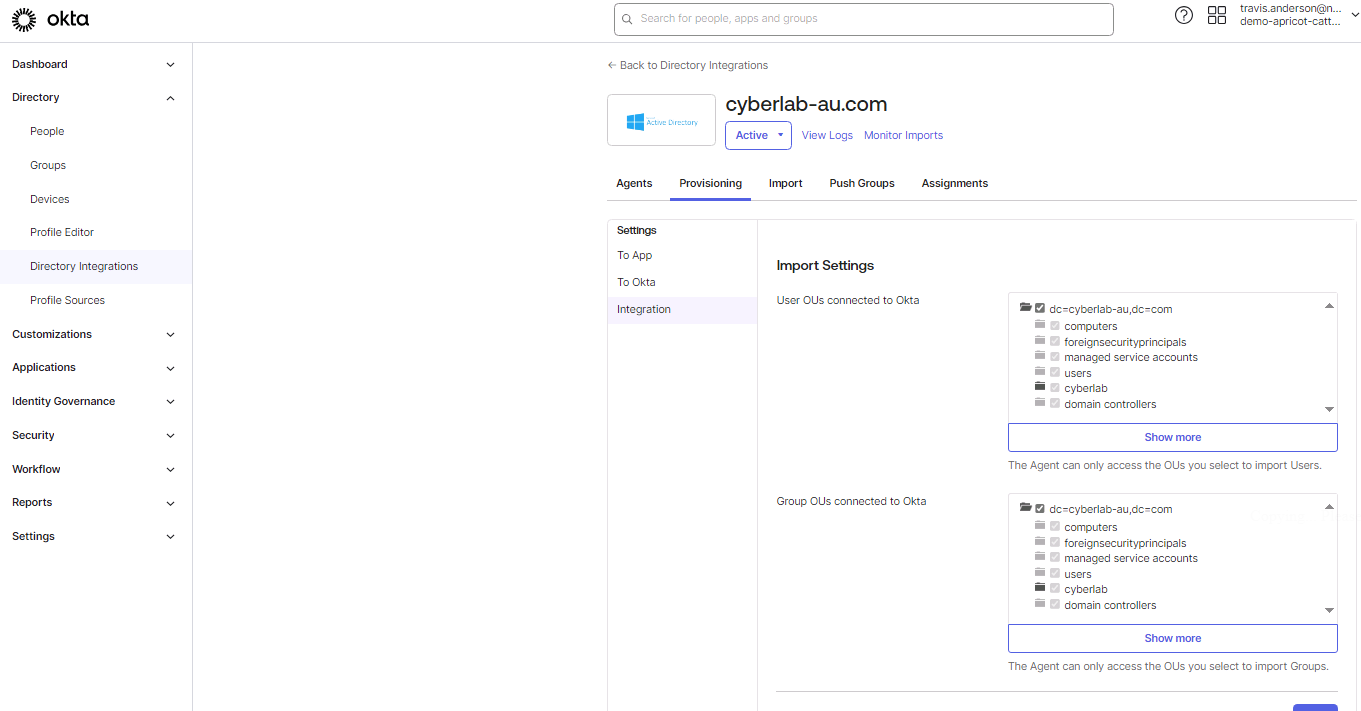 okta
Search for people, apps and groups
travis.anderson@n...
demo-apricot-catt...
Dashboard
Directory
People
Groups
Devices
Profile Editor
Directory Integrations
Profile Sources
Customizations
Applications
Identity Governance
Security
Workflow
Reports
Settings
← Back to Directory Integrations
Active Directory
cyberlab-au.com
Active
View Logs
Monitor Imports
Agents
Provisioning
Import
Push Groups
Assignments
Settings
To App
To Okta
Integration
Import Settings
User OUs connected to Okta
dc=cyberlab-au,dc=com
computers
foreignsecurityprincipals
managed service accounts
users
cyberlab
domain controllers
Show more
The Agent can only access the OUs you select to import Users.
Group OUs connected to Okta
dc=cyberlab-au,dc=com
computers
foreignsecurityprincipals
managed service accounts
users
cyberlab
domain controllers
Show more
The Agent can only access the OUs you select to import Groups.